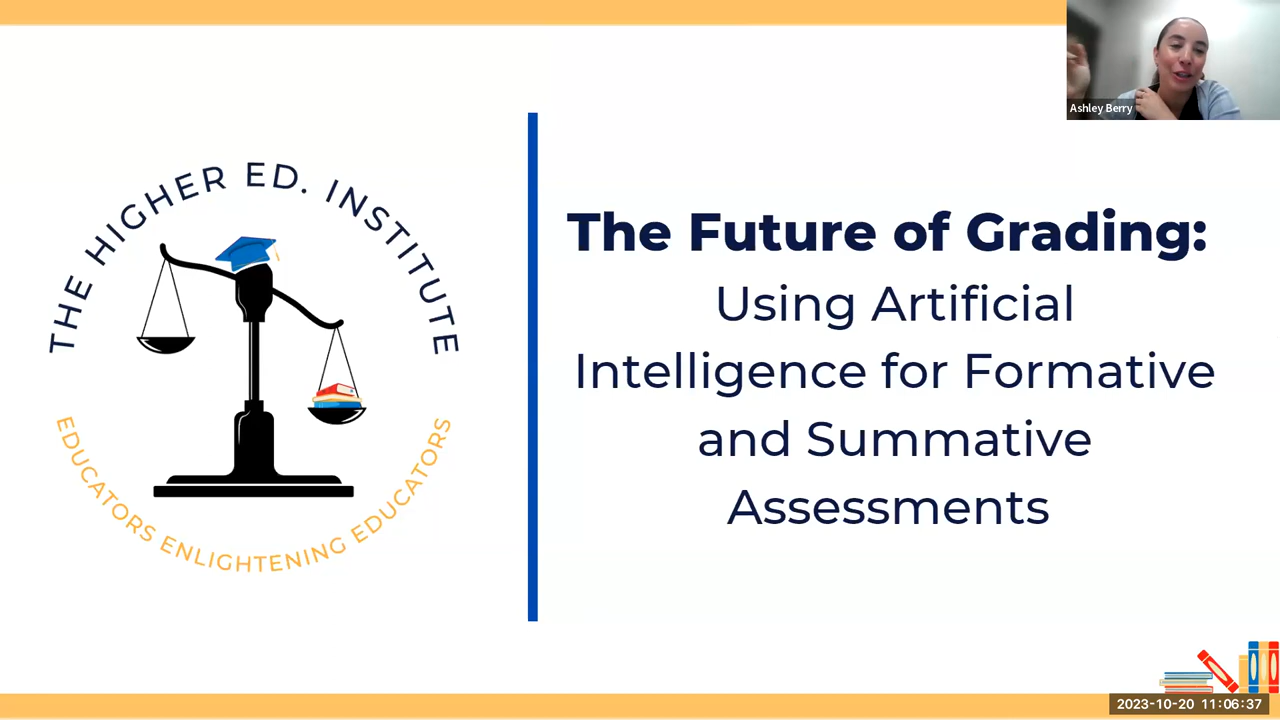 THE HIGHER ED. INSTITUTE
EDUCATORS ENLIGHTENING EDUCATORS
The Future of Grading:
Using Artificial
Intelligence for Formative
and Summative
Assessments
Ashley Berry
2023-10-20 11:06:37